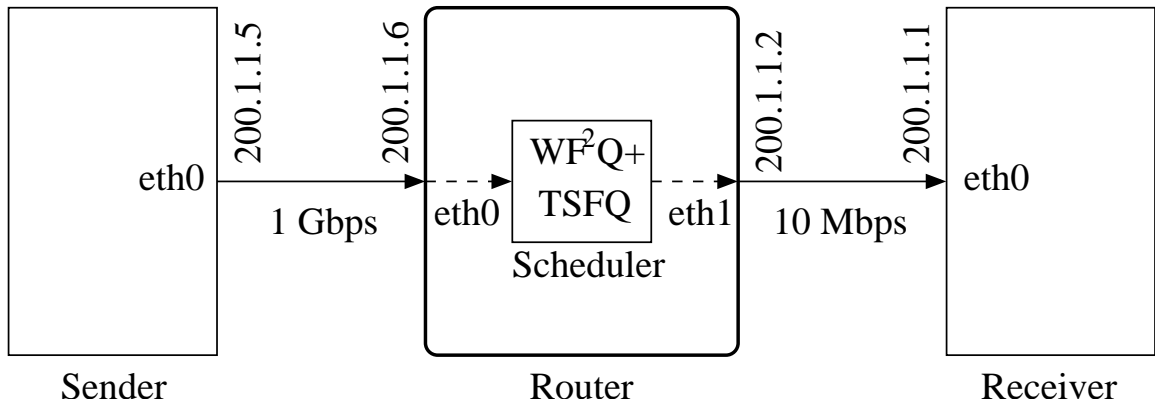 200.1.1.5
200.1.1.6
200.1.1.2
200.1.1.1
WF²Q+
TSFQ
eth0
eth0
eth1
eth0
1 Gbps
10 Mbps
Scheduler
Sender
Router
Receiver